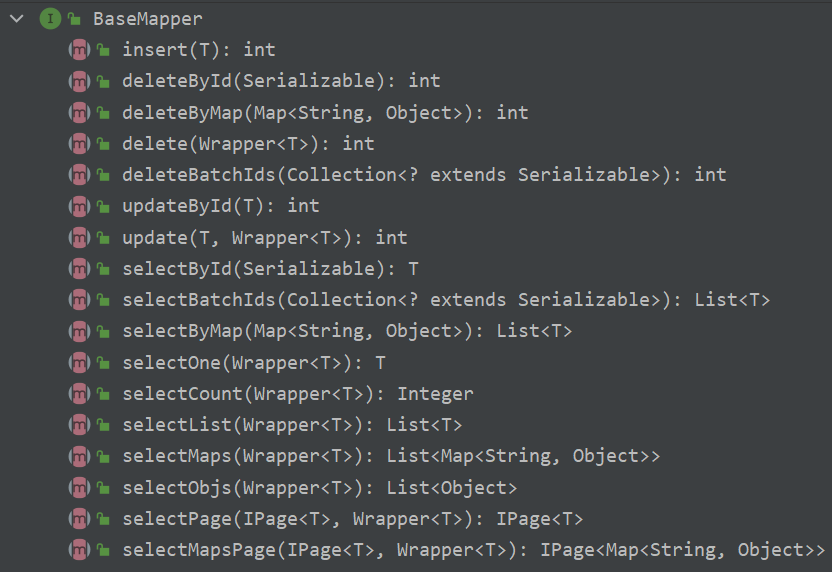 BaseMapper
insert(T): int
deleteById(Serializable): int
deleteByMap(Map<String, Object>): int
delete(Wrapper<T>): int
deleteBatchIds(Collection<? extends Serializable>): int
updateById(T): int
update(T, Wrapper<T>): int
selectById(Serializable): T
selectBatchIds(Collection<? extends Serializable>): List<T>
selectByMap(Map<String, Object>): List<T>
selectOne(Wrapper<T>): T
selectCount(Wrapper<T>): Integer
selectList(Wrapper<T>): List<T>
selectMaps(Wrapper<T>): List<Map<String, Object>>
selectObjs(Wrapper<T>): List<Object>
selectPage(IPage<T>, Wrapper<T>): IPage<T>
selectMapsPage(IPage<T>, Wrapper<T>): IPage<Map<String, Object>>